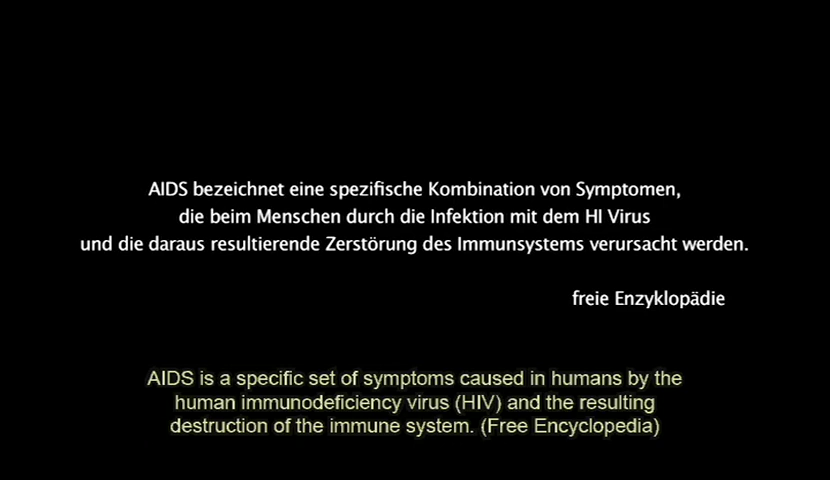 AIDS bezeichnet eine spezifische Kombination von Symptomen,
die beim Menschen durch die Infektion mit dem HI Virus
und die daraus resultierende Zerstörung des Immunsystems verursacht werden.
freie Enzyklopädie
AIDS is a specific set of symptoms caused in humans by the
human immunodeficiency virus (HIV) and the resulting
destruction of the immune system. (Free Encyclopedia)